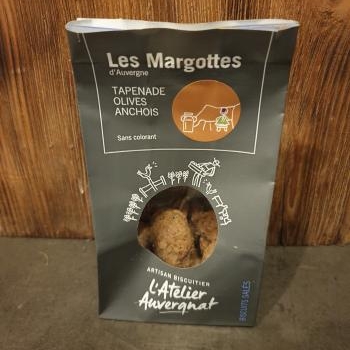 Les Margottes
d'Auvergne
TAPENADE
OLIVES
ANCHOIS
Sans colorant
ARTISAN BISCUITIER
L'Atelier
Auvergnat
BISCUITS SALÉS